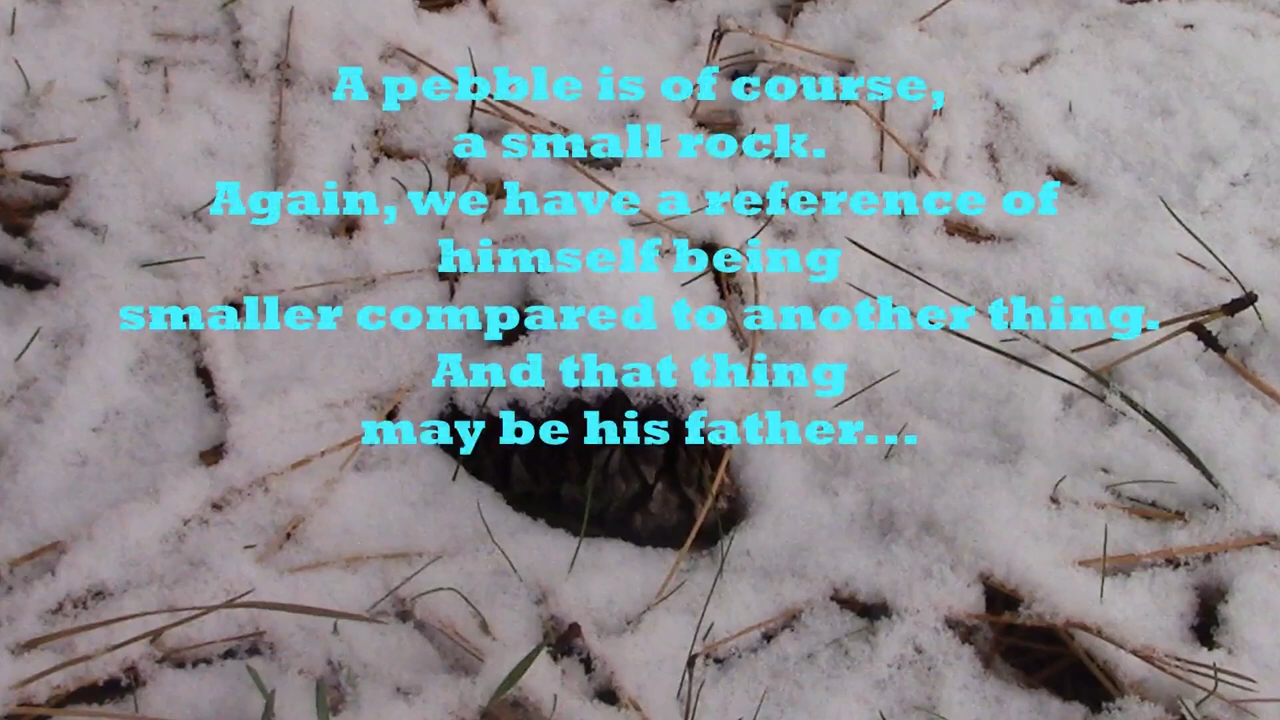 A pebble is of course,
a small rock.
Again, we have a reference of
himself being
smaller compared to another thing.
And that thing
may be his father...